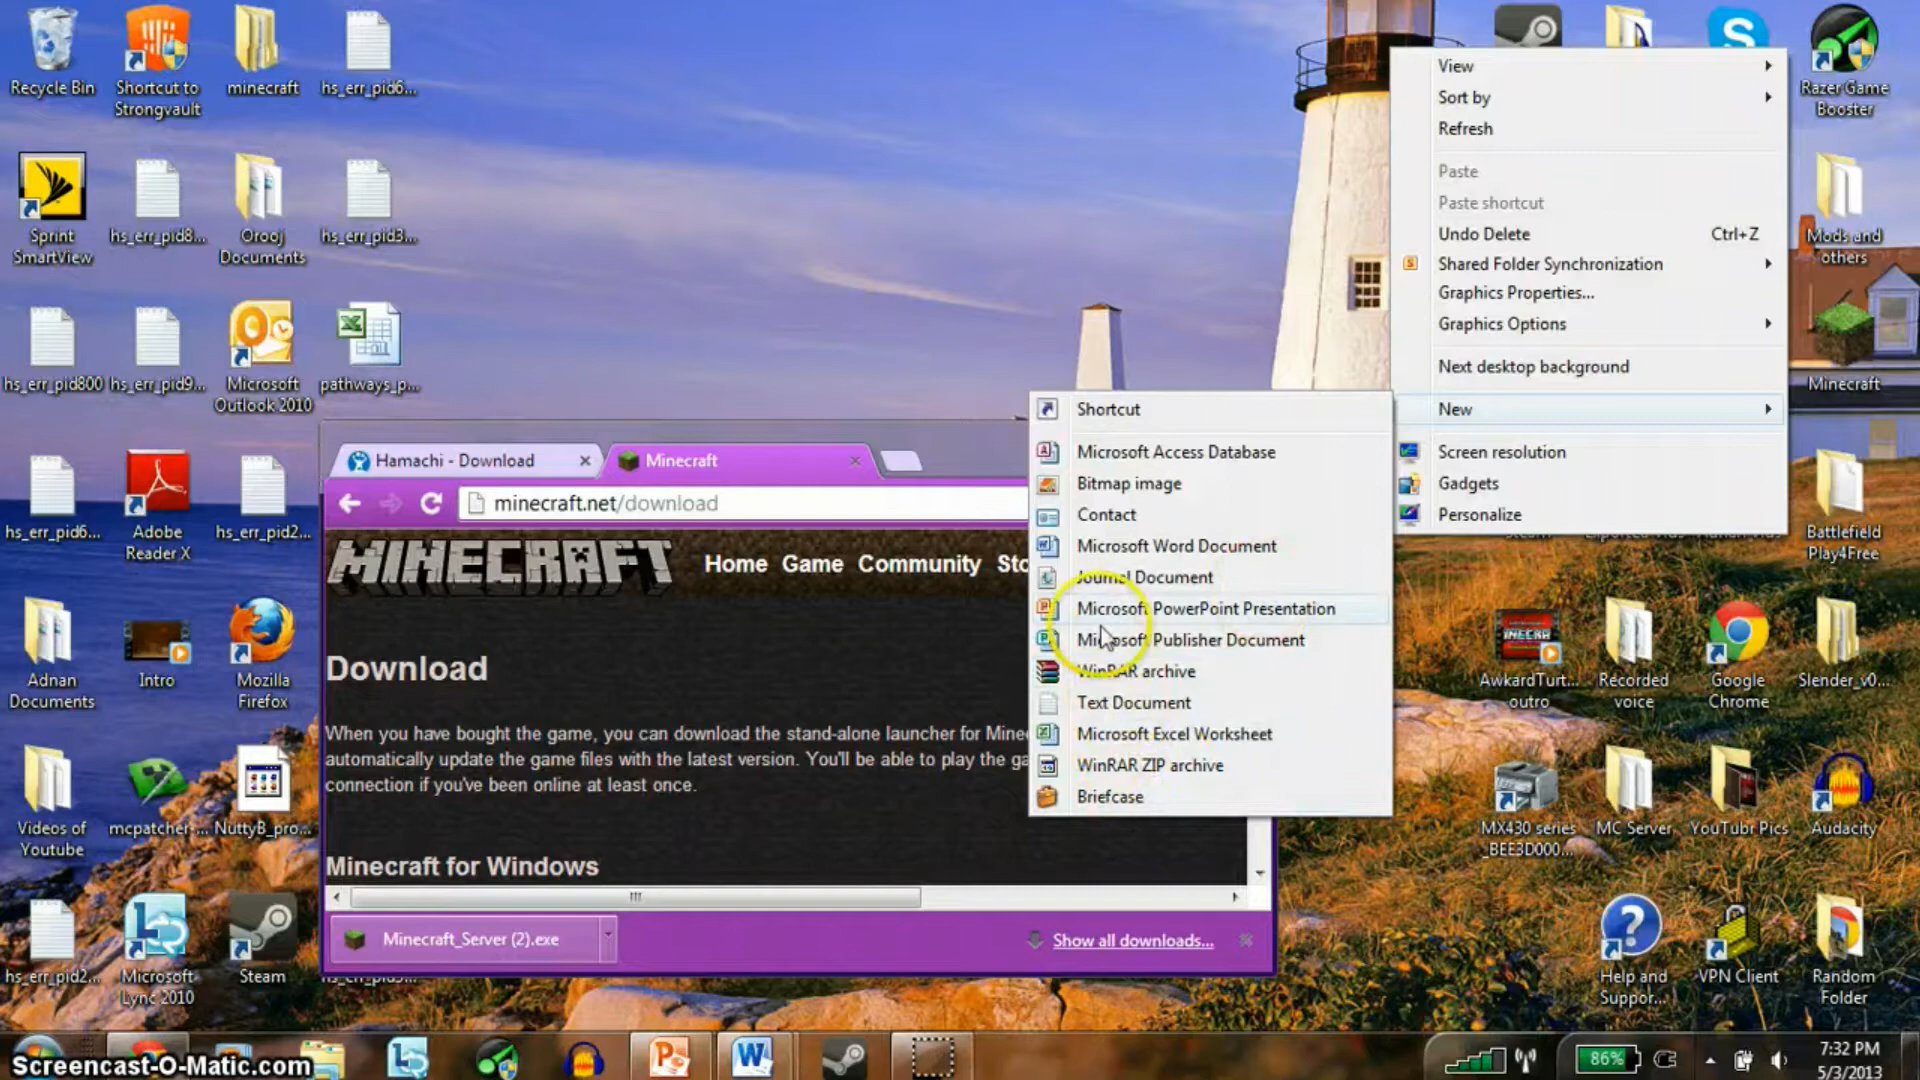 Recycle Bin
Shortcut to
Strongvault
minecraft
hs_err_pid6...
Sprint
SmartView
hs_err_pid8...
Orooj
Documents
hs_err_pid3...
hs_err_pid800
hs_err_pid9...
Microsoft
Outlook 2010
pathways_p...
hs_err_pid6...
Adobe
Reader X
hs_err_pid2...
Adnan
Documents
Intro
Mozilla
Firefox
Videos of
Youtube
mcpatcher-...
NuttyB_pro...
hs_err_pid2...
Microsoft
Lync 2010
Steam
Hamachi - Download
Minecraft
minecraft.net/download
MINECRAFT
Home
Game
Community
Sto
Download
When you have bought the game, you can download the stand-alone launcher for Mine
automatically update the game files with the latest version. You'll be able to play the ga
connection if you've been online at least once.
Minecraft for Windows
Minecraft_Server (2).exe
Show all downloads...
Shortcut
Microsoft Access Database
Bitmap image
Contact
Microsoft Word Document
Journal Document
Microsoft PowerPoint Presentation
Microsoft Publisher Document
WinRAR archive
Text Document
Microsoft Excel Worksheet
WinRAR ZIP archive
Briefcase
View
Sort by
Refresh
Paste
Paste shortcut
Undo Delete Ctrl+Z
Shared Folder Synchronization
Graphics Properties...
Graphics Options
Next desktop background
New
Screen resolution
Gadgets
Personalize
Razer Game
Booster
Mods and
others
Minecraft
Battlefield
Play4Free
AwkardTurt...
outro
Recorded
voice
Google
Chrome
Slender_v0...
MX430 series
_BEE3D000...
MC Server
YouTubr Pics
Audacity
Help and
Suppor...
VPN Client
Random
Folder
Screencast-O-Matic.com
86%
7:32 PM
5/3/2013